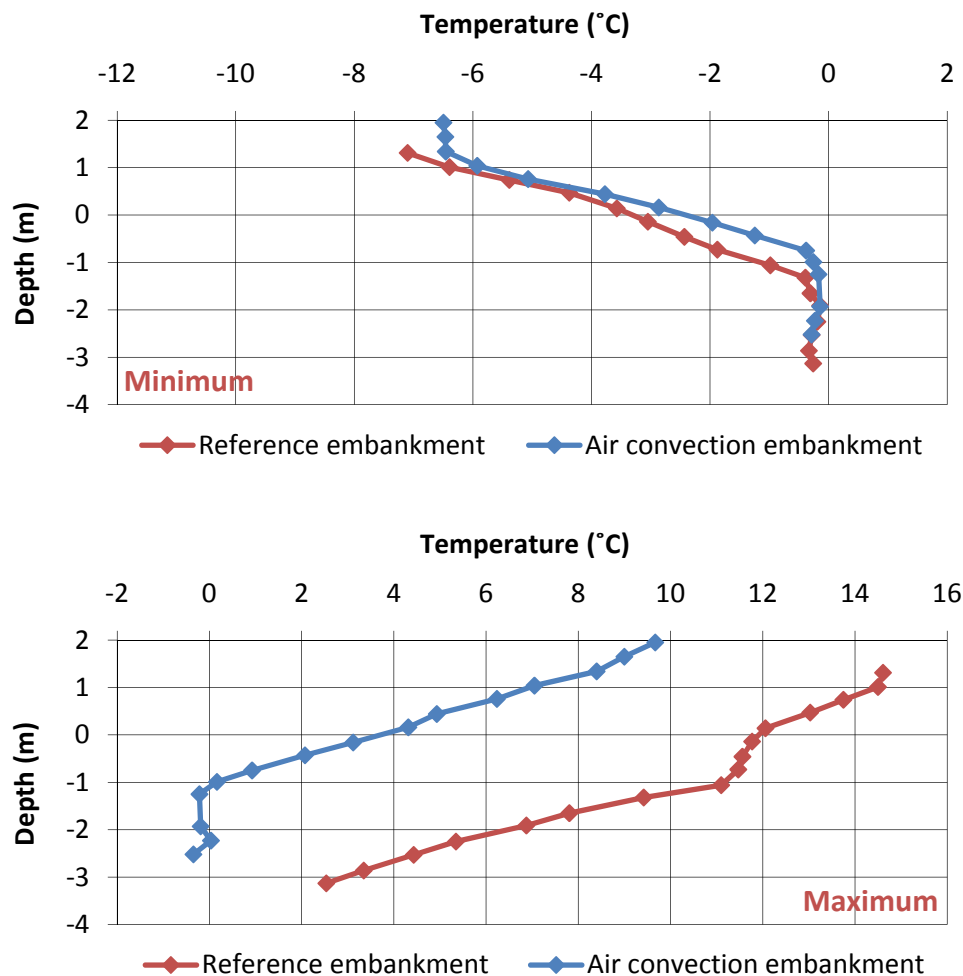 Temperature (˚C)
-12 -10 -8 -6 -4 -2 0 2
2
1
0
-1
-2
-3
-4
Depth (m)
Minimum
Reference embankment Air convection embankment
Temperature (˚C)
-2 0 2 4 6 8 10 12 14 16
2
1
0
-1
-2
-3
-4
Depth (m)
Maximum
Reference embankment Air convection embankment